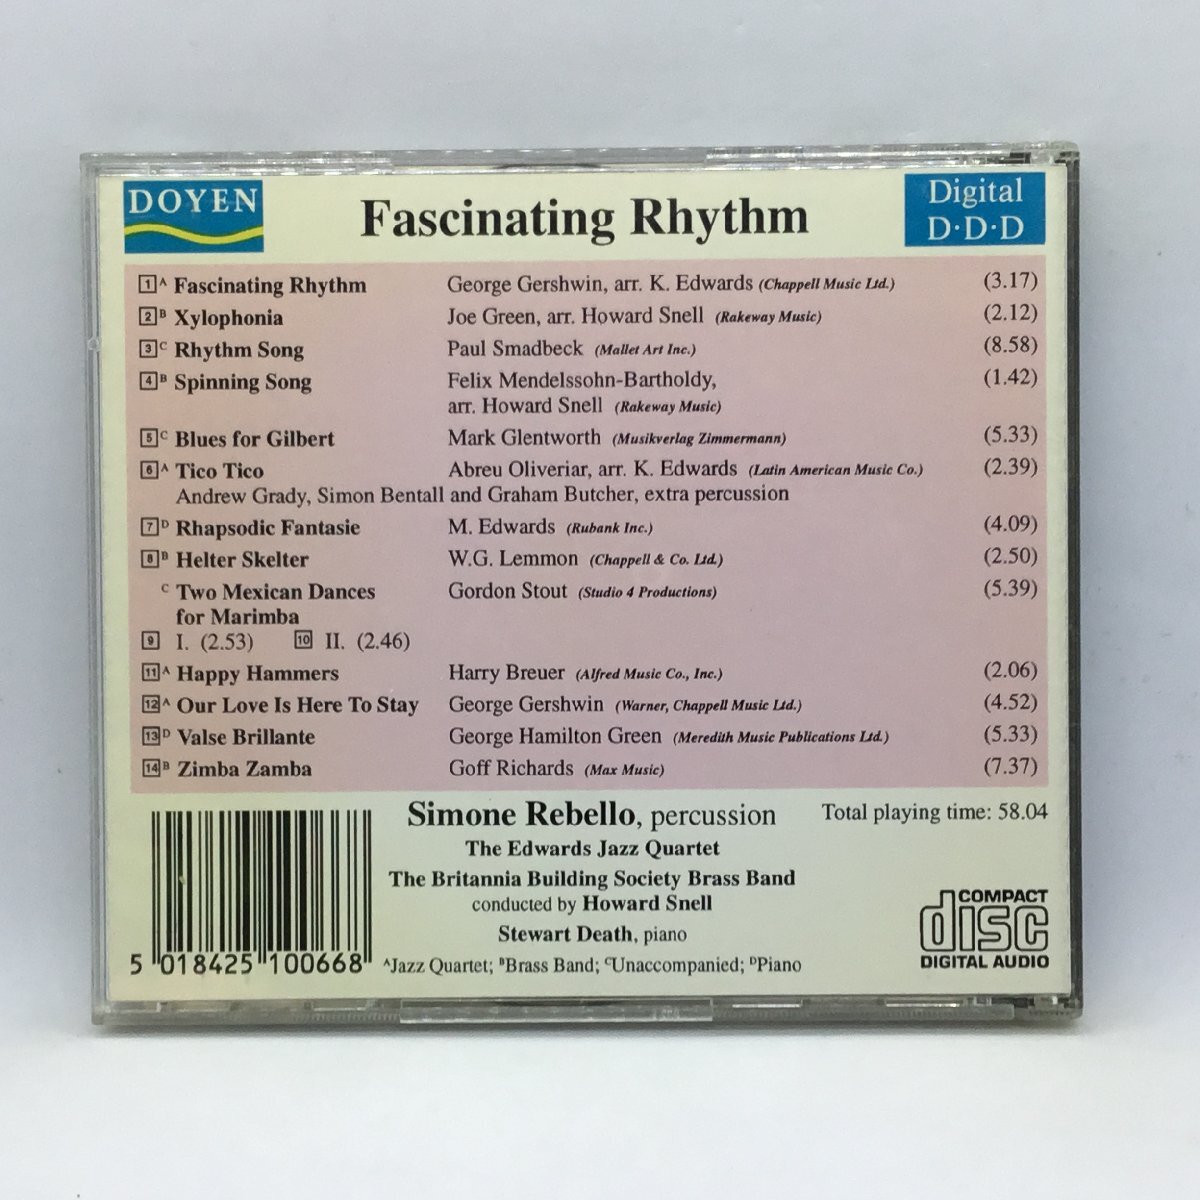 DOYEN
Fascinating Rhythm
Digital
D·D·D
1 A Fascinating Rhythm George Gershwin, arr. K. Edwards (Chappell Music Ltd.) (3.17)
2 B Xylophonia Joe Green, arr. Howard Snell (Rakeway Music) (2.12)
3 C Rhythm Song Paul Smadbeck (Mallet Art Inc.) (8.58)
4 B Spinning Song Felix Mendelssohn-Bartholdy, (1.42)
arr. Howard Snell (Rakeway Music)
5 C Blues for Gilbert Mark Glentworth (Musikverlag Zimmermann) (5.33)
6 A Tico Tico Abreu Oliveriar, arr. K. Edwards (Latin American Music Co.) (2.39)
Andrew Grady, Simon Bentall and Graham Butcher, extra percussion
7 D Rhapsodic Fantasie M. Edwards (Rubank Inc.) (4.09)
8 B Helter Skelter W.G. Lemmon (Chappell & Co. Ltd.) (2.50)
C Two Mexican Dances Gordon Stout (Studio 4 Productions) (5.39)
for Marimba
9 I. (2.53) 10 II. (2.46)
11 A Happy Hammers Harry Breuer (Alfred Music Co., Inc.) (2.06)
12 A Our Love Is Here To Stay George Gershwin (Warner, Chappell Music Ltd.) (4.52)
13 D Valse Brillante George Hamilton Green (Meredith Music Publications Ltd.) (5.33)
14 B Zimba Zamba Goff Richards (Max Music) (7.37)
Simone Rebello, percussion
Total playing time: 58.04
The Edwards Jazz Quartet
The Britannia Building Society Brass Band
conducted by Howard Snell
Stewart Death, piano
A Jazz Quartet; B Brass Band; C Unaccompanied; D Piano
5 018425 100668
COMPACT
disc
DIGITAL AUDIO